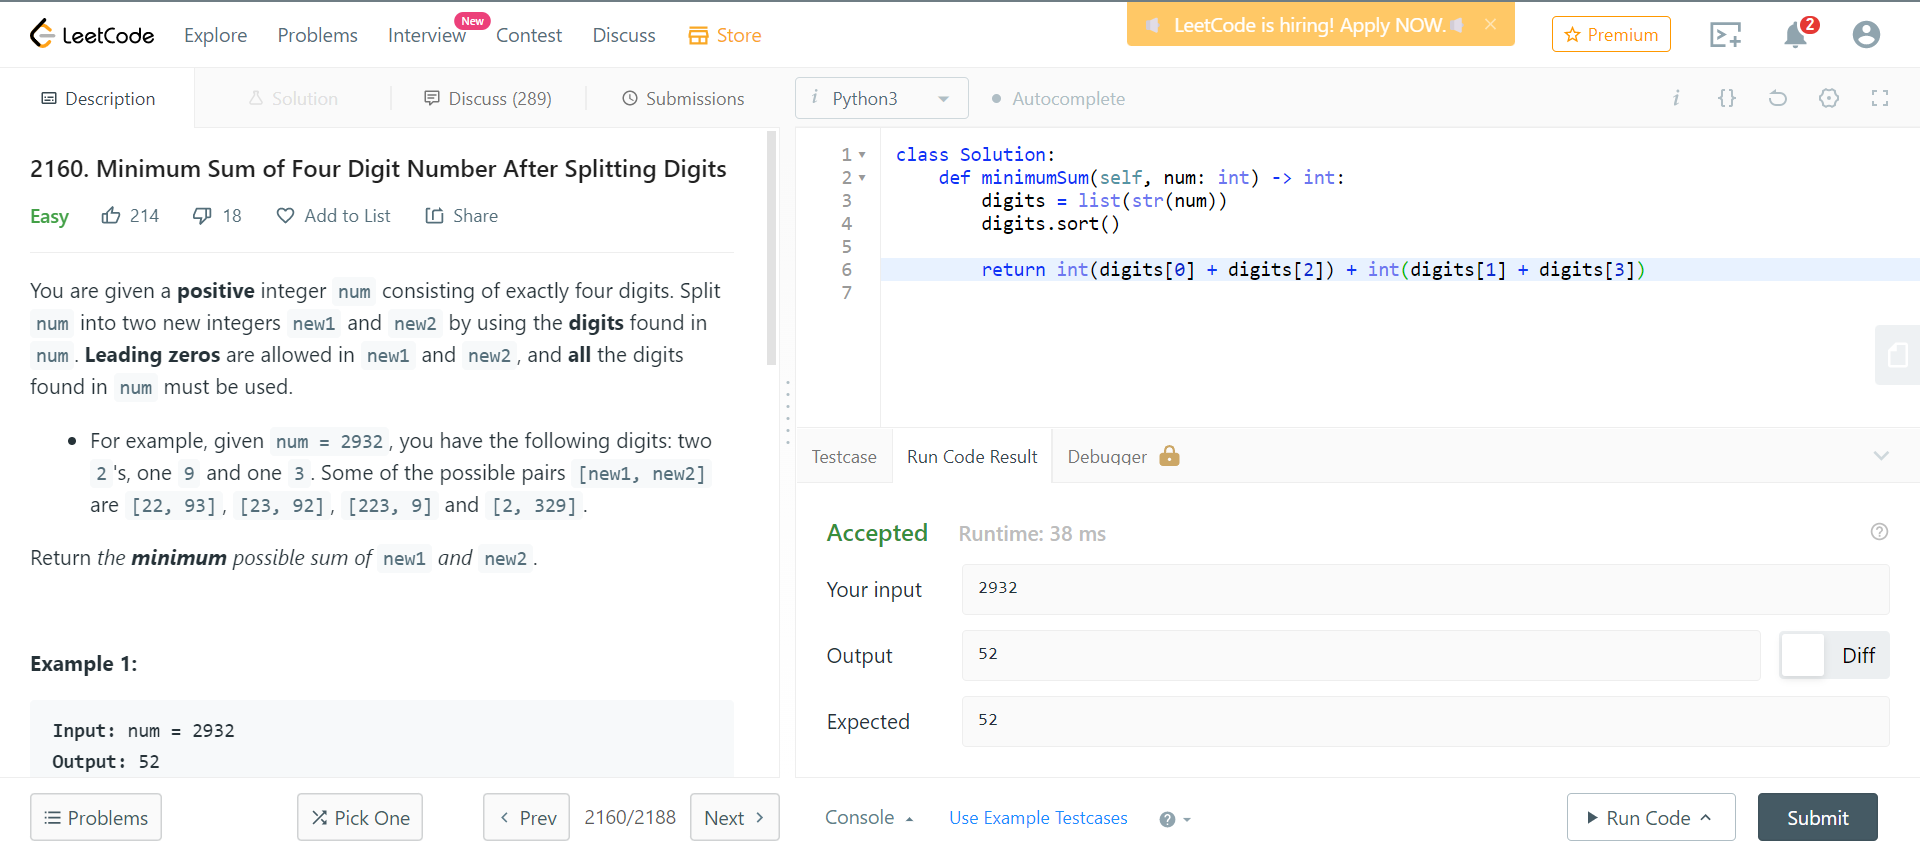 LeetCode Explore Problems Interview New Contest Discuss Store LeetCode is hiring! Apply NOW. × Premium 2
Description Solution Discuss (289) Submissions i Python3 Autocomplete i {}
2160. Minimum Sum of Four Digit Number After Splitting Digits
Easy 214 18 Add to List Share
You are given a positive integer num consisting of exactly four digits. Split
num into two new integers new1 and new2 by using the digits found in
num. Leading zeros are allowed in new1 and new2, and all the digits
found in num must be used.
• For example, given num = 2932, you have the following digits: two
2's, one 9 and one 3. Some of the possible pairs [new1, new2]
are [22, 93], [23, 92], [223, 9] and [2, 329].
Return the minimum possible sum of new1 and new2.
Example 1:
Input: num = 2932
Output: 52
Problems Pick One < Prev 2160/2188 Next >
1 class Solution:
2 def minimumSum(self, num: int) -> int:
3 digits = list(str(num))
4 digits.sort()
5
6 return int(digits[0] + digits[2]) + int(digits[1] + digits[3])
7
Testcase Run Code Result Debugger
Accepted Runtime: 38 ms ?
Your input 2932
Output 52 Diff
Expected 52
Console Use Example Testcases ? Run Code Submit